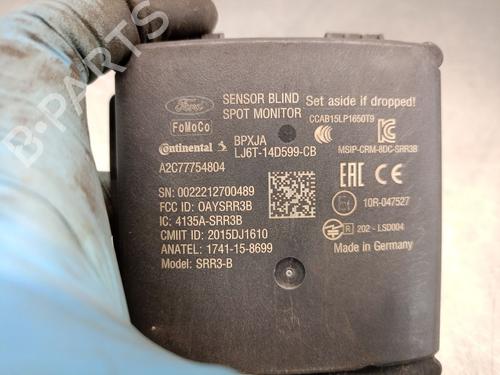 B-PARTS
Ford
SENSOR BLIND
SPOT MONITOR
Set aside if dropped!
FoMoCo
CCAB15LP1650T9
Continental
BPXJA
LJ6T-14D599-CB
MSIP-CRM-8DC-SRR3B
A2C77754804
SN: 0022212700489
FCC ID: OAYSRR3B
IC: 4135A-SRR3B
CMIIT ID: 2015DJ1610
ANATEL: 1741-15-8699
Model: SRR3-B
EAC CE
10R-047527
R 202 - LSD004
Made in Germany